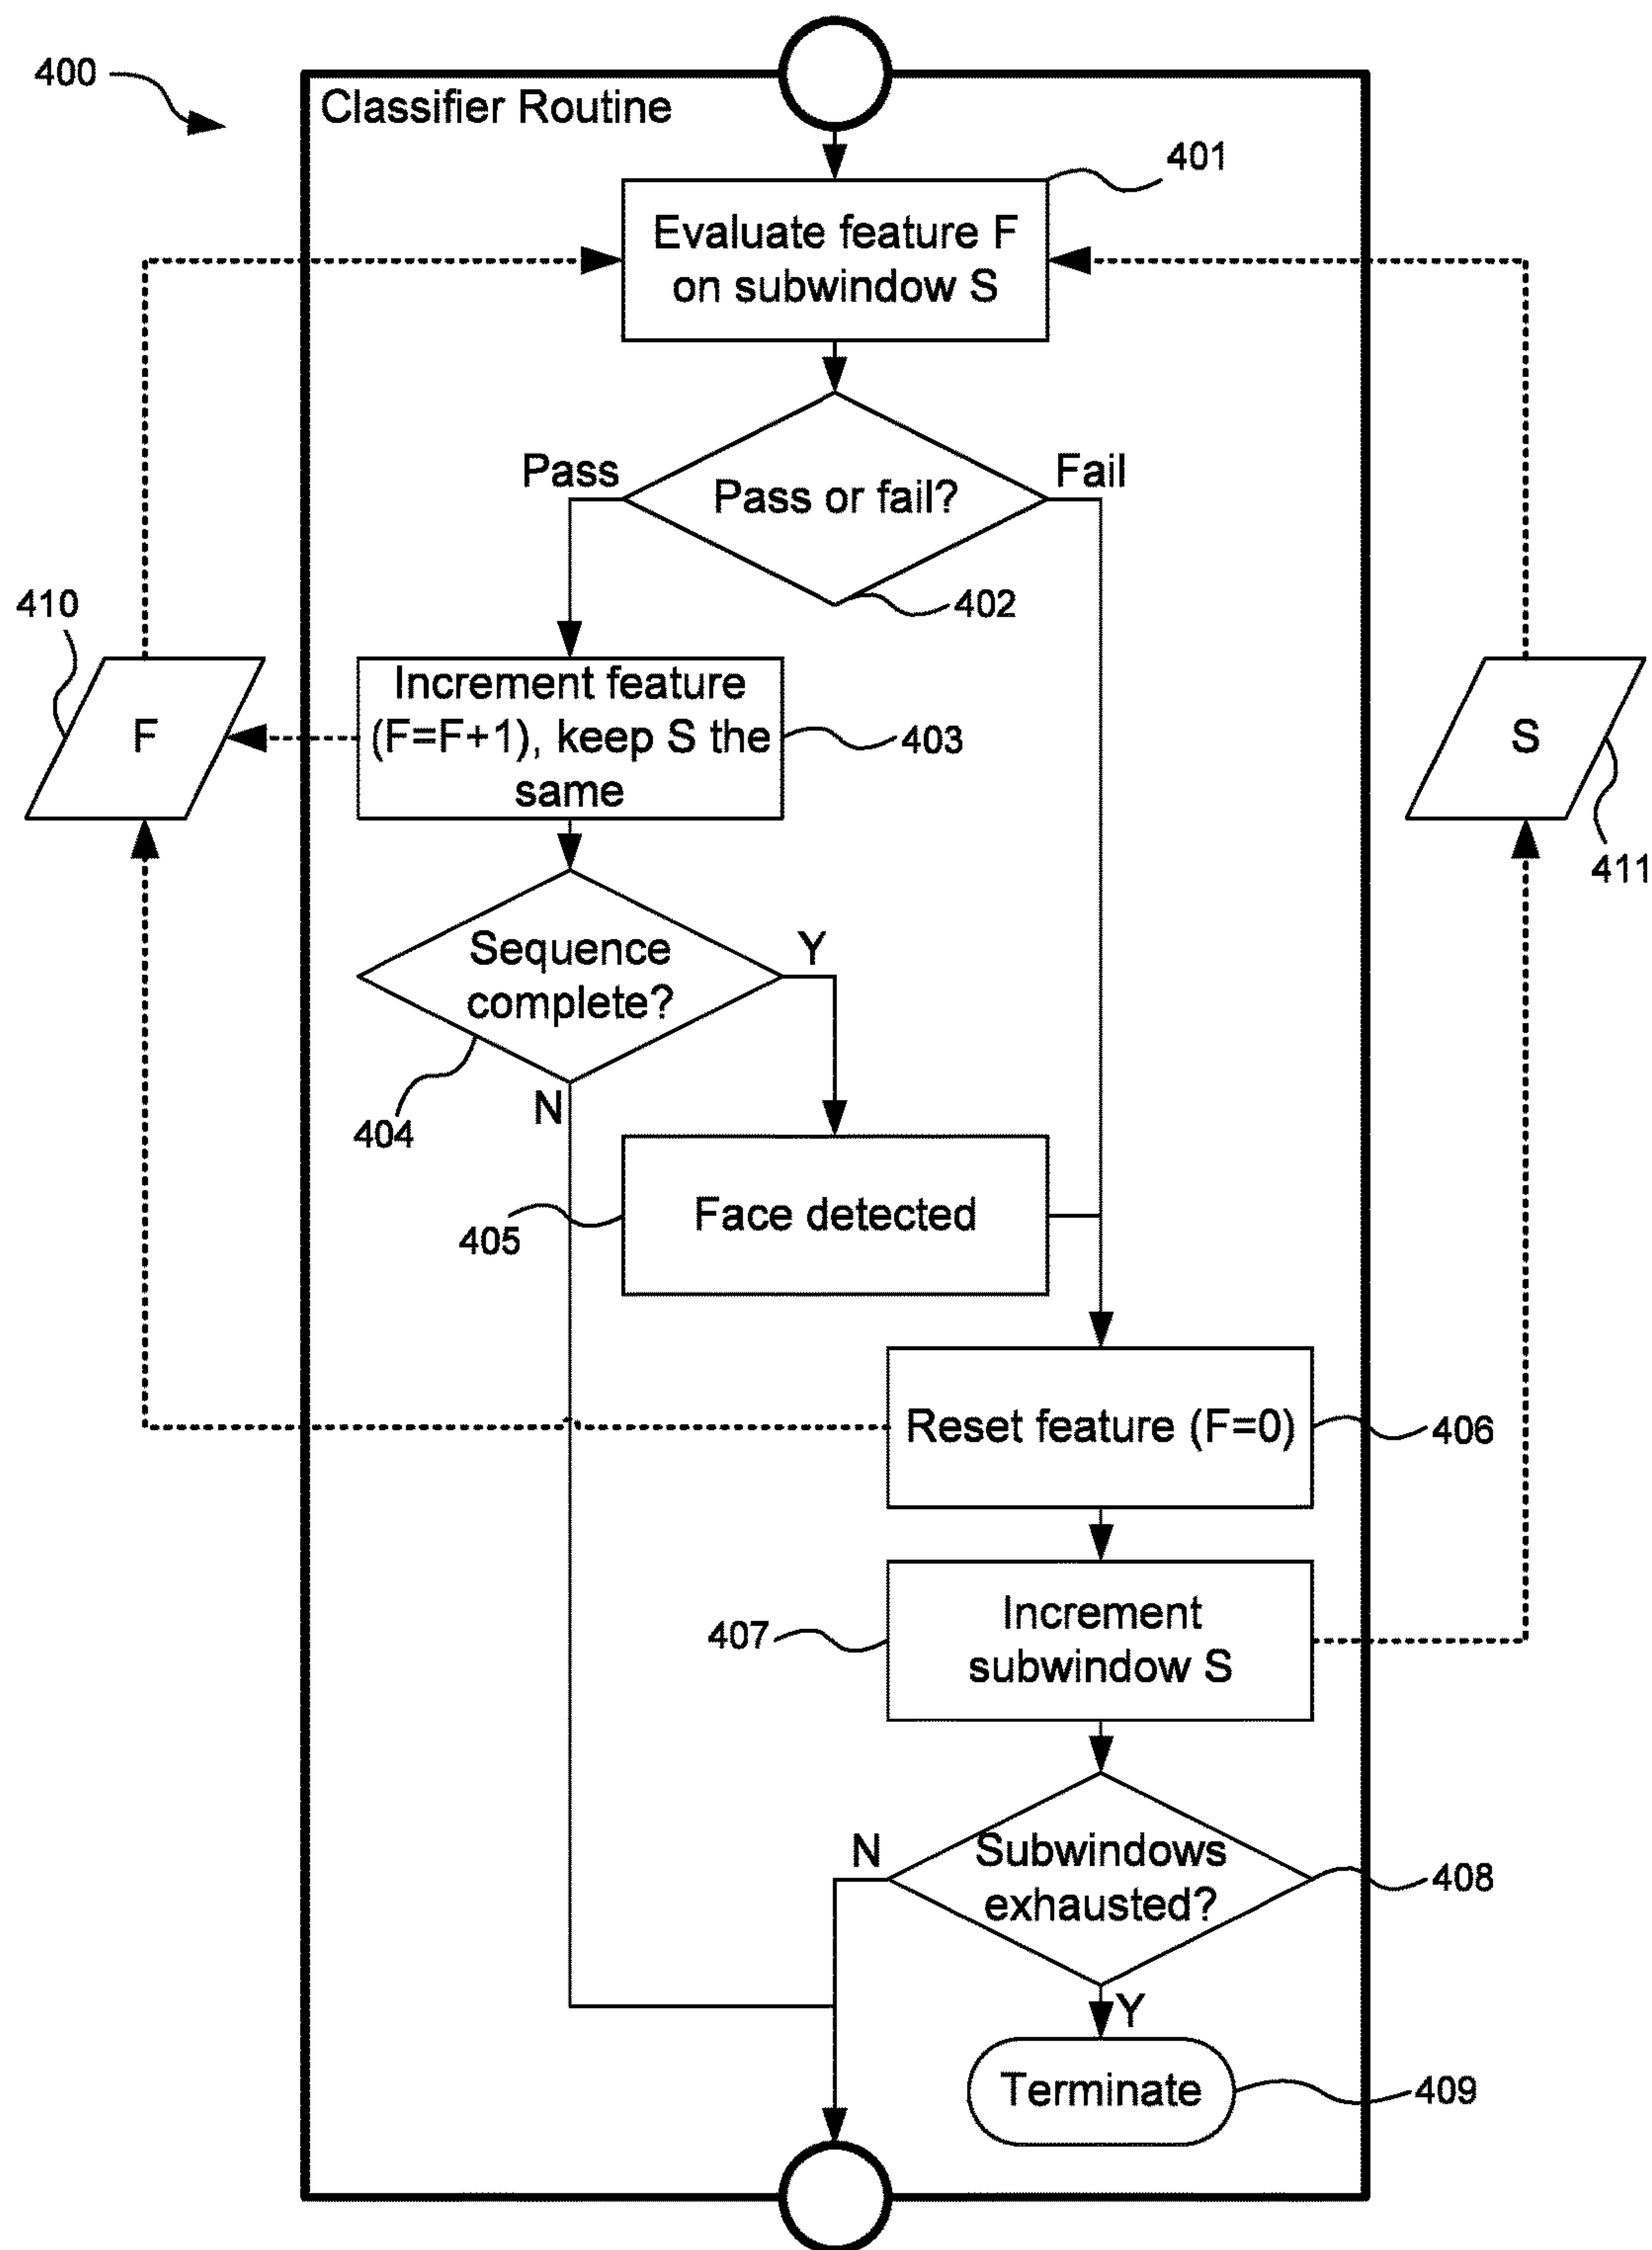 400
Classifier Routine
401
Evaluate feature F
on subwindow S
Pass
Fail
Pass or fail?
402
410
F
Increment feature
(F=F+1), keep S the
same
403
S
411
Sequence
complete?
Y
N
404
Face detected
405
Reset feature (F=0)
406
Increment
subwindow S
407
N
Subwindows
exhausted?
408
Y
Terminate
409